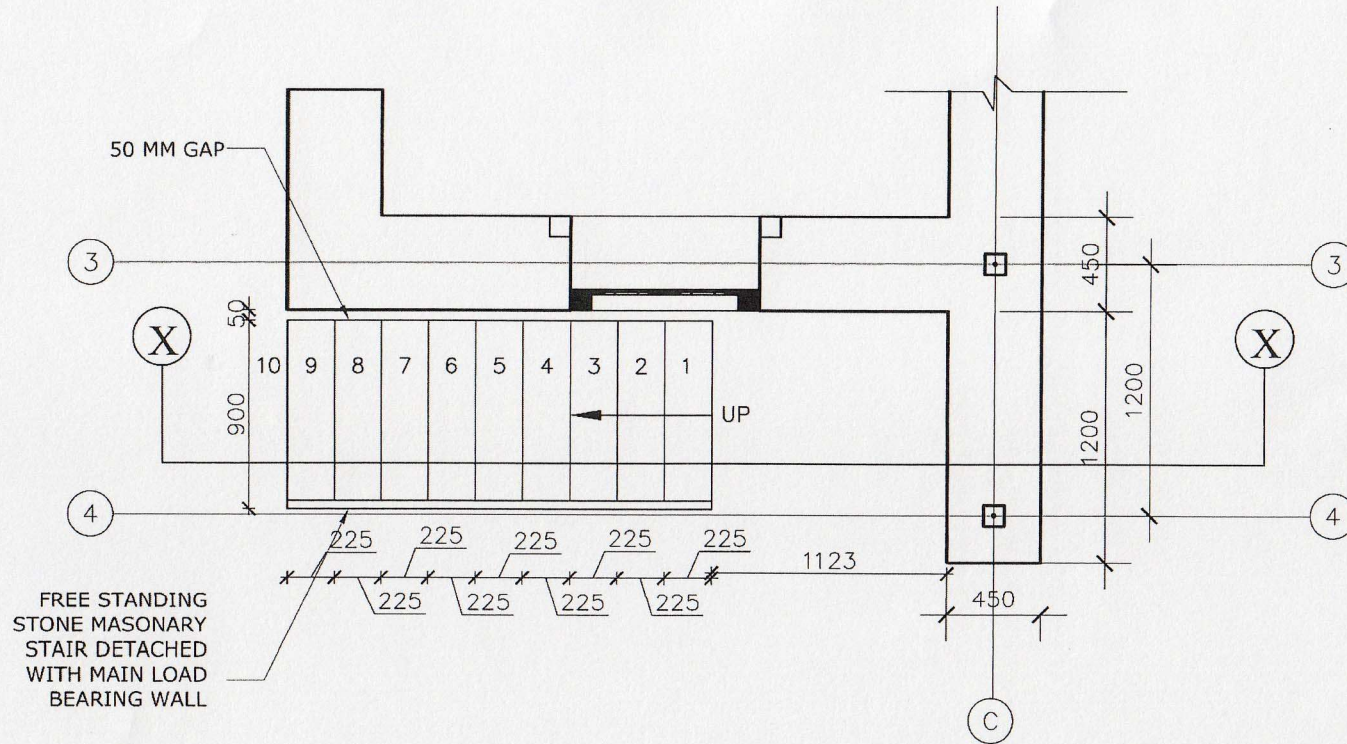 50 MM GAP
3
3
450
50
X
X
10 9 8 7 6 5 4 3 2 1
900
UP
1200
1200
4
4
225 225 225 225 225
1123
225 225 225 225
450
FREE STANDING
STONE MASONARY
STAIR DETACHED
WITH MAIN LOAD
BEARING WALL
C